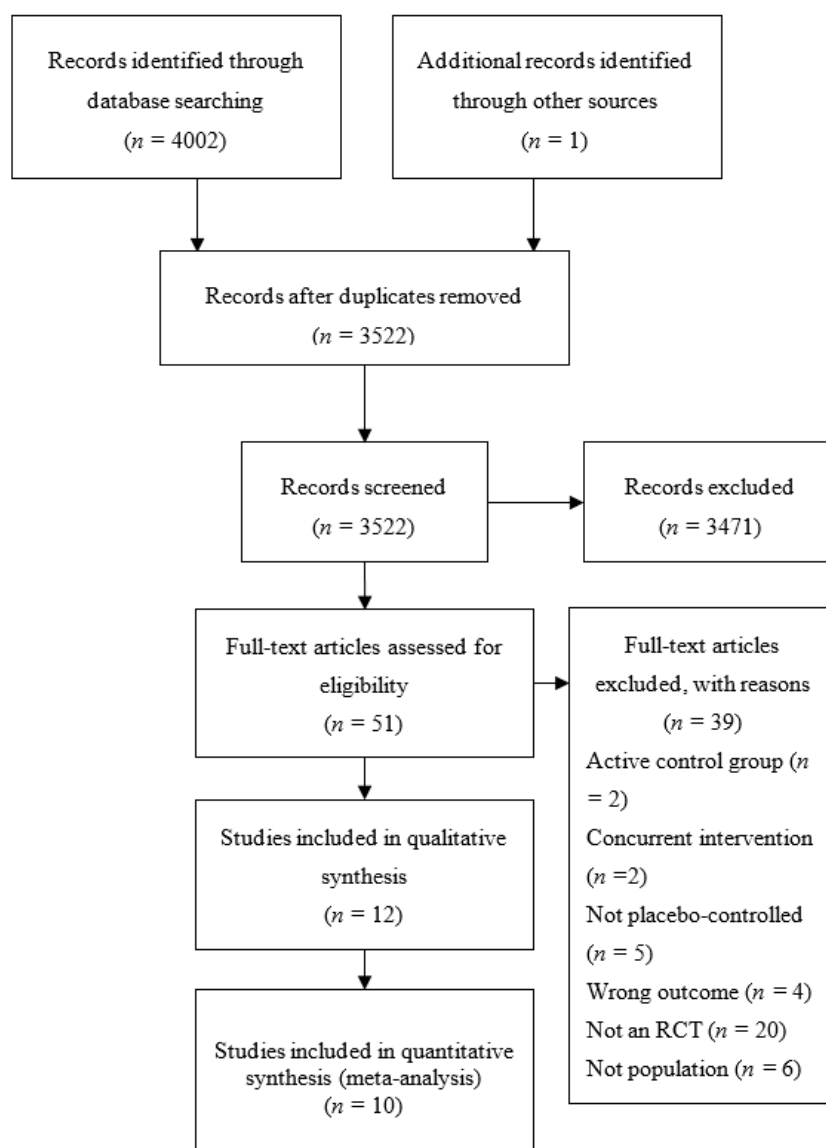 Records identified through
database searching
(n = 4002)
Additional records identified
through other sources
(n = 1)
Records after duplicates removed
(n = 3522)
Records screened
(n = 3522)
Records excluded
(n = 3471)
Full-text articles assessed for
eligibility
(n = 51)
Full-text articles
excluded, with reasons
(n = 39)
Active control group (n
= 2)
Concurrent intervention
(n =2)
Not placebo-controlled
(n = 5)
Wrong outcome (n = 4)
Not an RCT (n = 20)
Not population (n = 6)
Studies included in qualitative
synthesis
(n = 12)
Studies included in quantitative
synthesis (meta-analysis)
(n = 10)